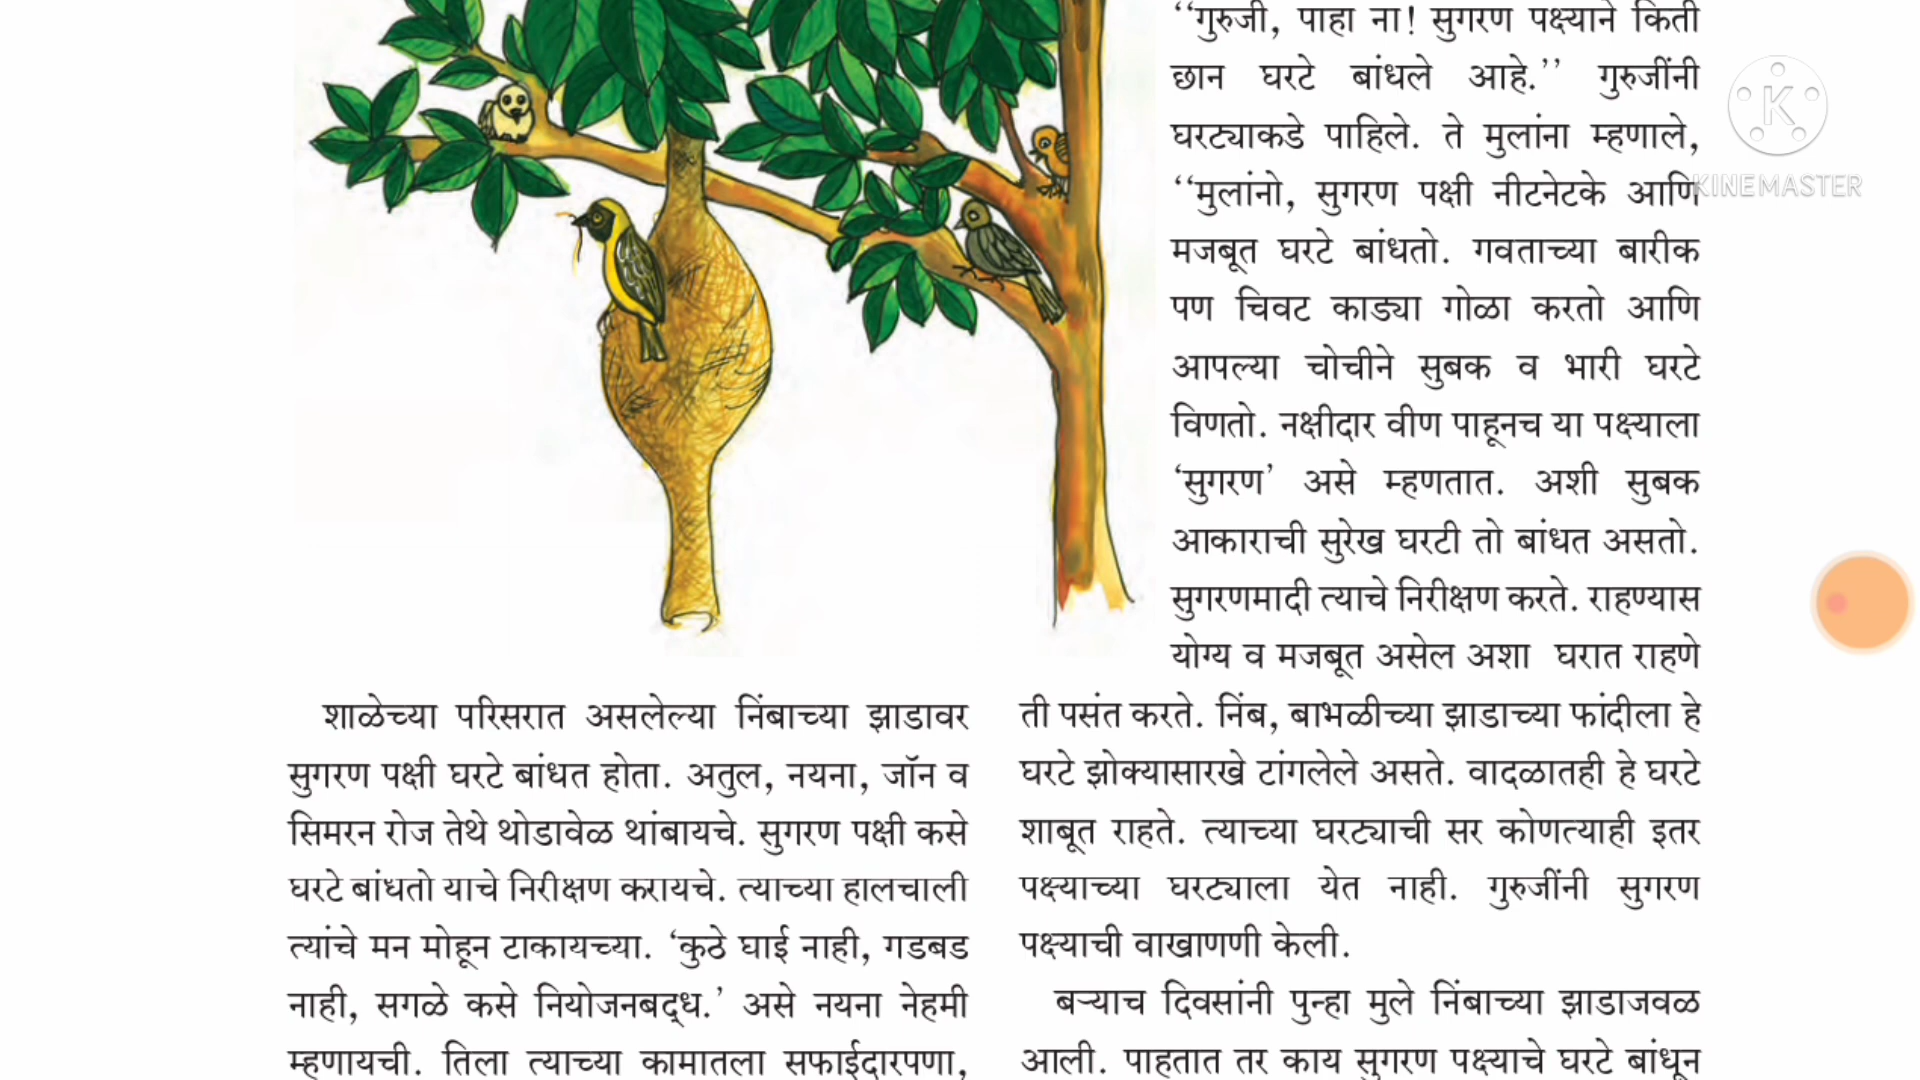 शाळेच्या परिसरात असलेल्या निंबाच्या झाडावर
सुगरण पक्षी घरटे बांधत होता. अतुल, नयना, जॉन व
सिमरन रोज तेथे थोडावेळ थांबायचे. सुगरण पक्षी कसे
घरटे बांधतो याचे निरीक्षण करायचे. त्याच्या हालचाली
त्यांचे मन मोहून टाकायच्या. ‘कुठे घाई नाही, गडबड
नाही, सगळे कसे नियोजनबद्ध.’ असे नयना नेहमी
म्हणायची. तिला त्याच्या कामातला सफाईदारपणा,
‘‘गुरुजी, पाहा ना! सुगरण पक्ष्याने किती
छान घरटे बांधले आहे.’’ गुरुजींनी
घरट्याकडे पाहिले. ते मुलांना म्हणाले,
‘‘मुलांनो, सुगरण पक्षी नीटनेटके आणि
मजबूत घरटे बांधतो. गवताच्या बारीक
पण चिवट काड्या गोळा करतो आणि
आपल्या चोचीने सुबक व भारी घरटे
विणतो. नक्षीदार वीण पाहूनच या पक्ष्याला
‘सुगरण’ असे म्हणतात. अशी सुबक
आकाराची सुरेख घरटी तो बांधत असतो.
सुगरणमादी त्याचे निरीक्षण करते. राहण्यास
योग्य व मजबूत असेल अशा घरात राहणे
ती पसंत करते. निंब, बाभळीच्या झाडाच्या फांदीला हे
घरटे झोक्यासारखे टांगलेले असते. वादळातही हे घरटे
शाबूत राहते. त्याच्या घरट्याची सर कोणत्याही इतर
पक्ष्याच्या घरट्याला येत नाही. गुरुजींनी सुगरण
पक्ष्याची वाखाणणी केली.
बऱ्याच दिवसांनी पुन्हा मुले निंबाच्या झाडाजवळ
आली. पाहतात तर काय सुगरण पक्ष्याचे घरटे बांधून
K
KINEMASTER